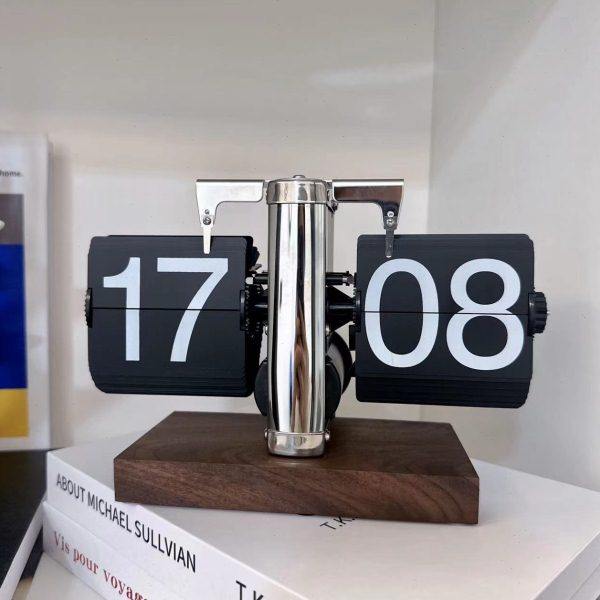 home.
17 08
ABOUT MICHAEL SULLVIAN
T.K
Vis pour voyag
T.K